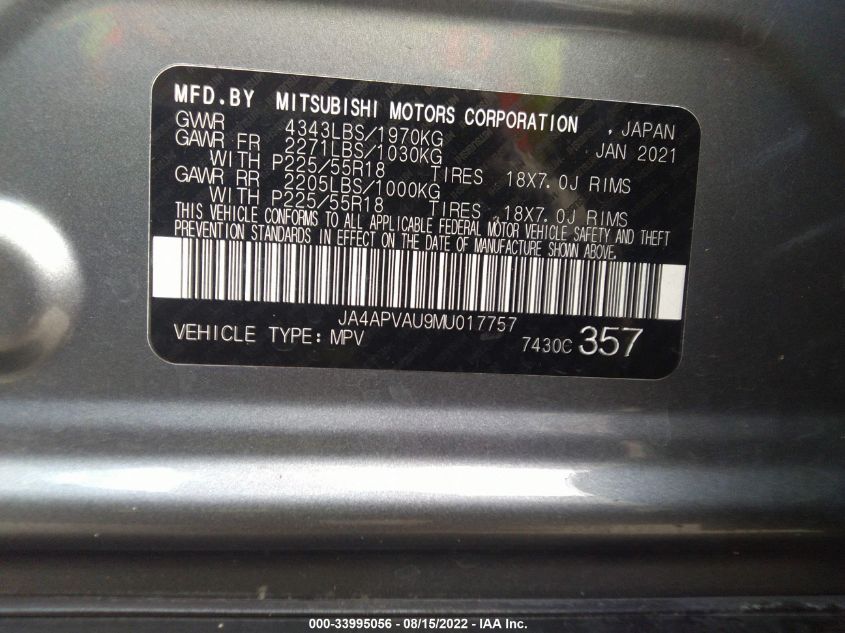 MFD.BY MITSUBISHI MOTORS CORPORATION , JAPAN
GVWR 4343LBS/1970KG . JAN 2021
GAWR FR 2271LBS/1030KG
WITH P225/55R18 TIRES 18X7.0J RIMS
GAWR RR 2205LBS/1000KG
WITH P225/55R18 TIRES 18X7.0J RIMS
THIS VEHICLE CONFORMS TO ALL APPLICABLE FEDERAL MOTOR VEHICLE SAFETY AND THEFT
PREVENTION STANDARDS IN EFFECT ON THE DATE OF MANUFACTURE SHOWN ABOVE.
JA4APVAU9MU017757
VEHICLE TYPE: MPV 7430C 357
000-33995056 - 08/15/2022 - IAA Inc.